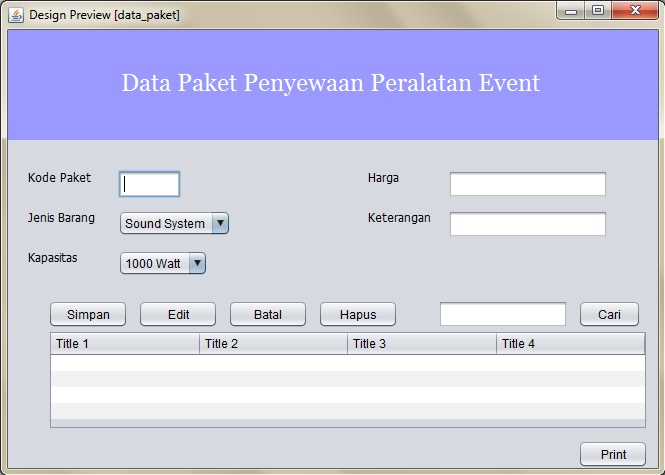 Design Preview [data_paket]
Data Paket Penyewaan Peralatan Event
Kode Paket
Harga
Jenis Barang
Sound System
Keterangan
Kapasitas
1000 Watt
Simpan Edit Batal Hapus Cari
Title 1 Title 2 Title 3 Title 4
Print